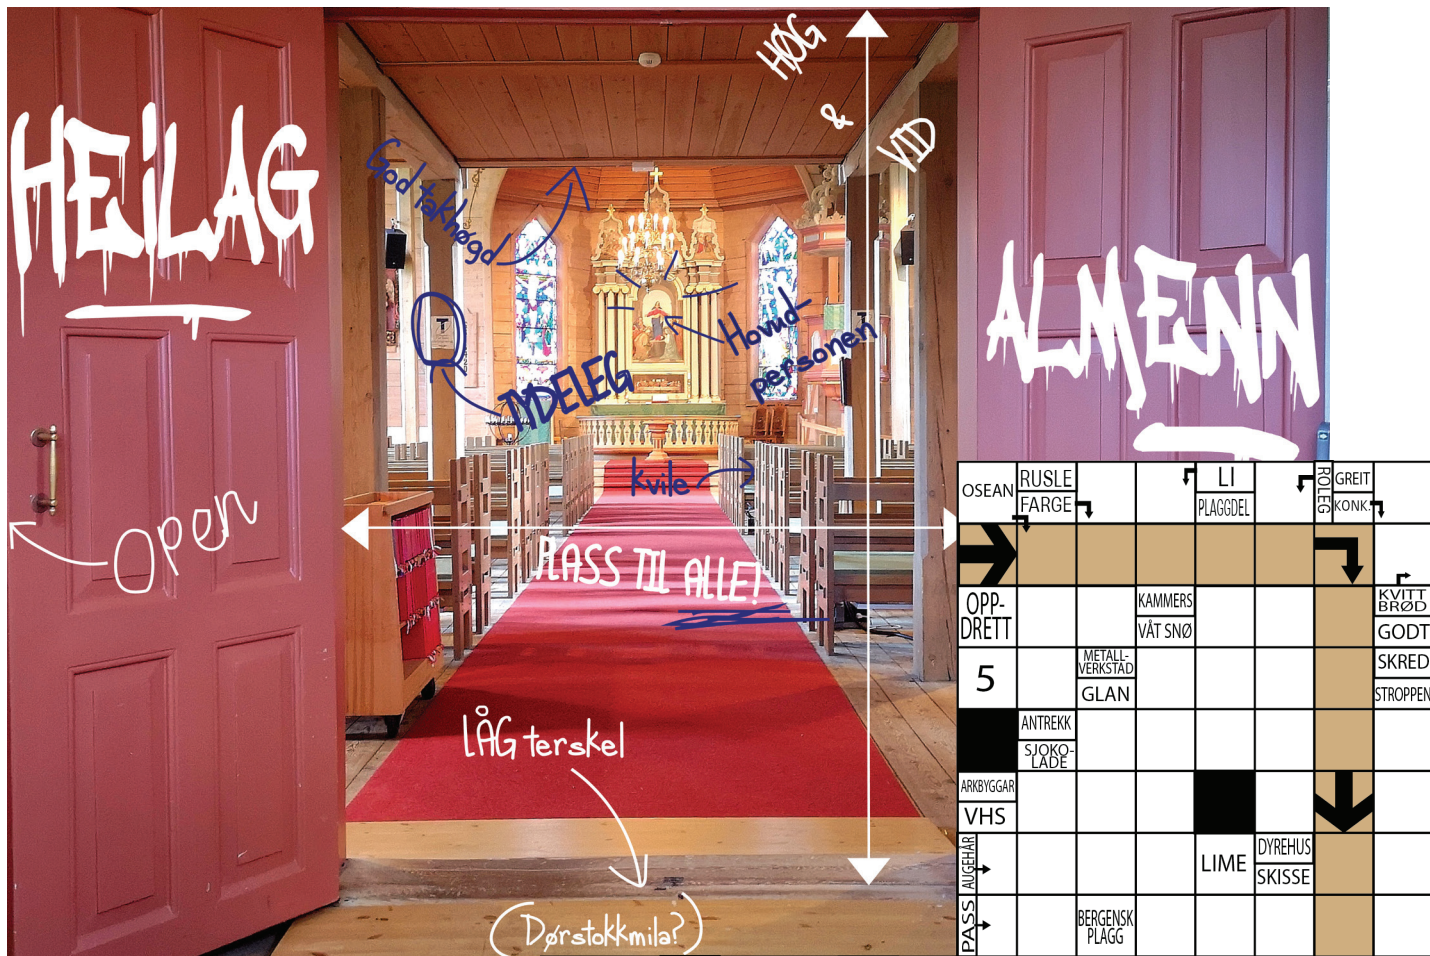 HEILAG
HØG
&
VID
God takhøgd
ALMENN
Hovud-
personen
T
TYDELEG
kvile
Open
PLASS TIL ALLE!
LÅG terskel
(Dørstokkmila?)
OSEAN
RUSLE
FARGE
LI
PLAGGDEL
ROLEG
GREIT
KONK.
OPP-
DRETT
KAMMERS
VÅT SNØ
KVITT
BRØD
GODT
5
METALL-
VERKSTAD
GLAN
SKRED
STROPPEN
ANTREKK
SJOKO-
LADE
ARKBYGGAR
VHS
AUGEHÅR
LIME
DYREHUS
SKISSE
PASS
BERGENSK
PLAGG